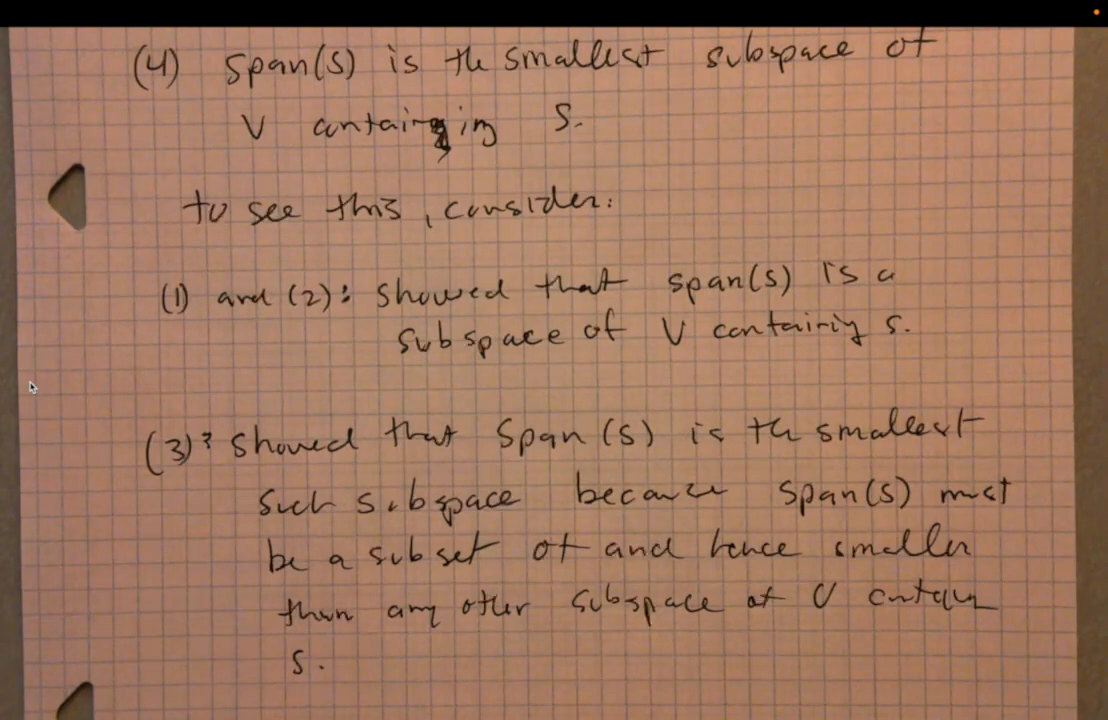 (4) span(S) is the smallest subspace of
V containing S.
to see this, consider:
(1) and (2): showed that span(S) is a
subspace of V containing S.
(3): showed that span(S) is the smallest
such subspace because span(S) must
be a subset of and hence smaller
than any other subspace of V
S.